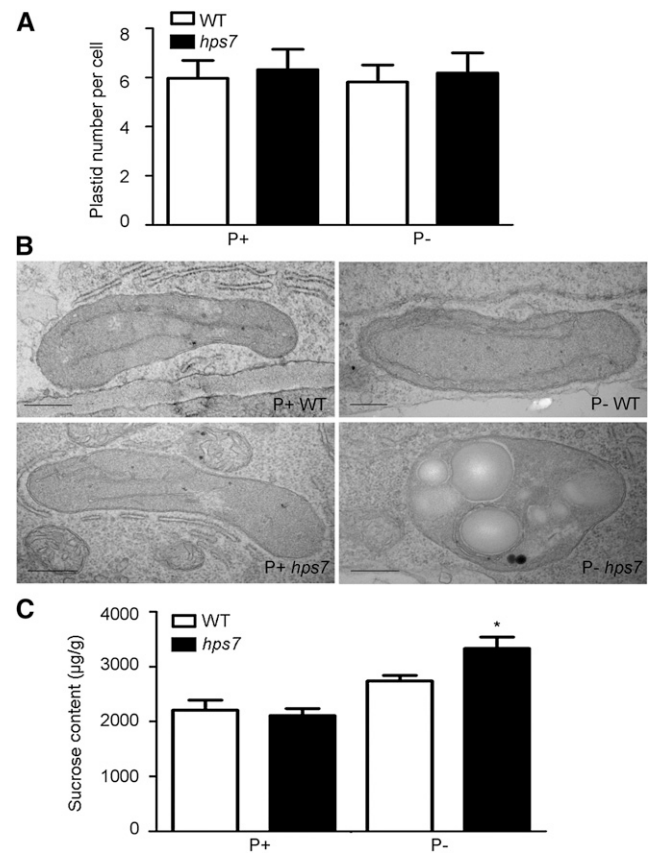 A
WT
hps7
Plastid number per cell
8
6
4
2
0
P+
P-
B
P+ WT
P- WT
P+ hps7
P- hps7
C
WT
hps7
Sucrose content (µg/g)
4000
3000
2000
1000
0
*
P+
P-